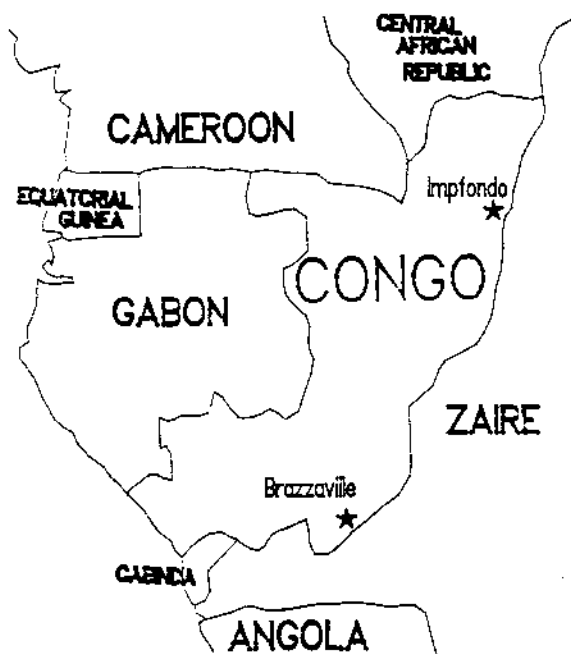 CENTRAL
AFRICAN
REPUBLIC
CAMEROON
Impfondo
EQUATORIAL
GUINEA
CONGO
GABON
ZAIRE
Brazzaville
CABINDA
ANGOLA